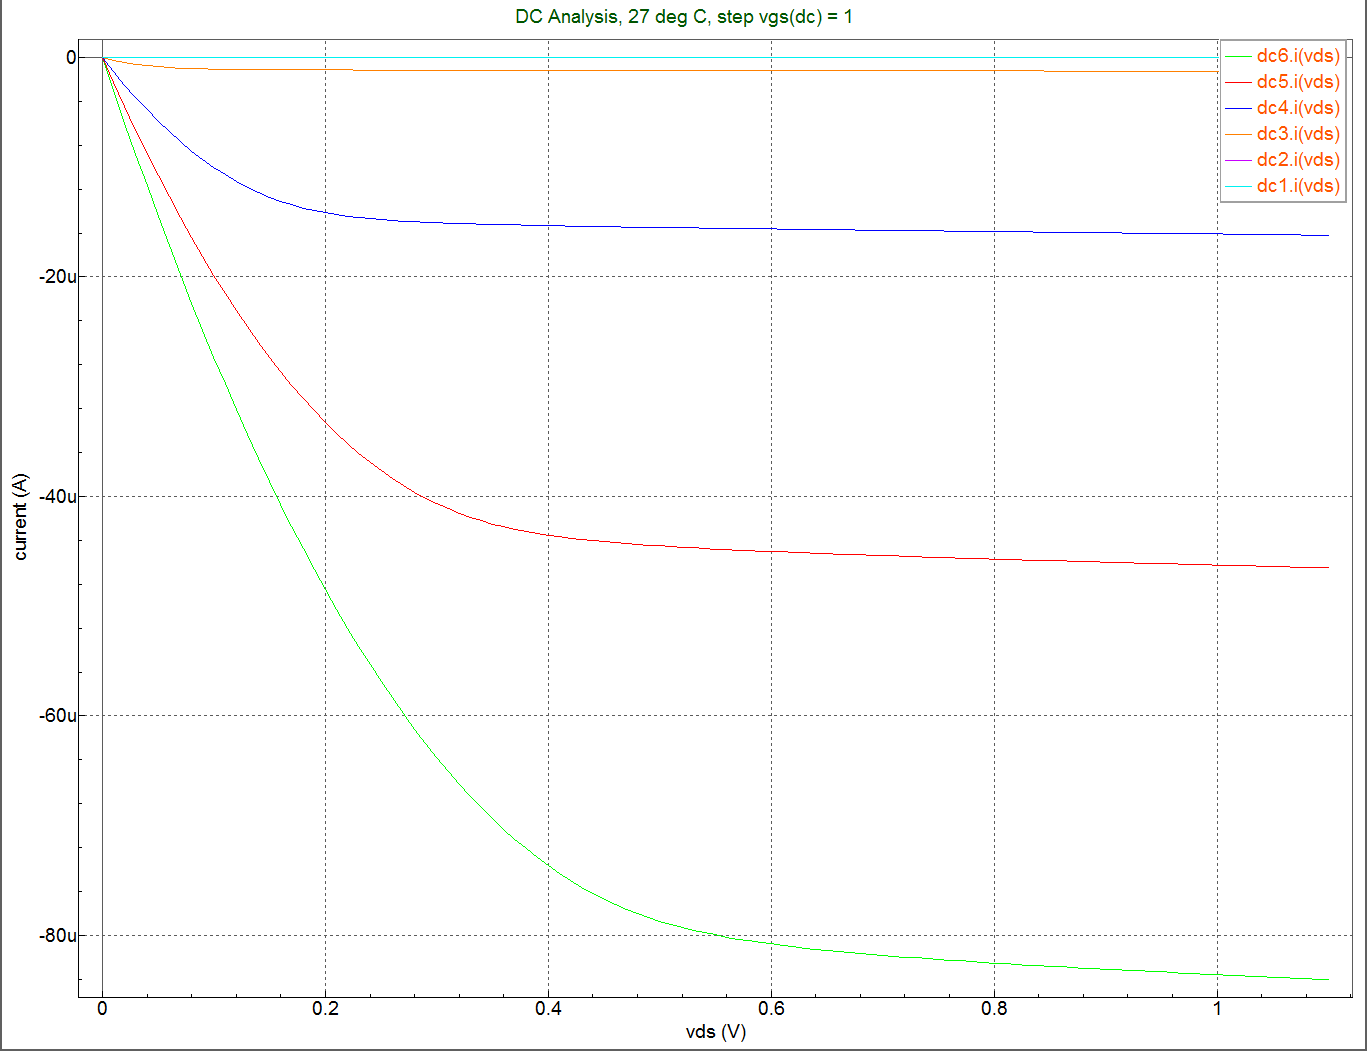 DC Analysis, 27 deg C, step vgs(dc) = 1
dc6.i(vds)
dc5.i(vds)
dc4.i(vds)
dc3.i(vds)
dc2.i(vds)
dc1.i(vds)
0
-20u
-40u
-60u
-80u
current (A)
0 0.2 0.4 0.6 0.8 1
vds (V)